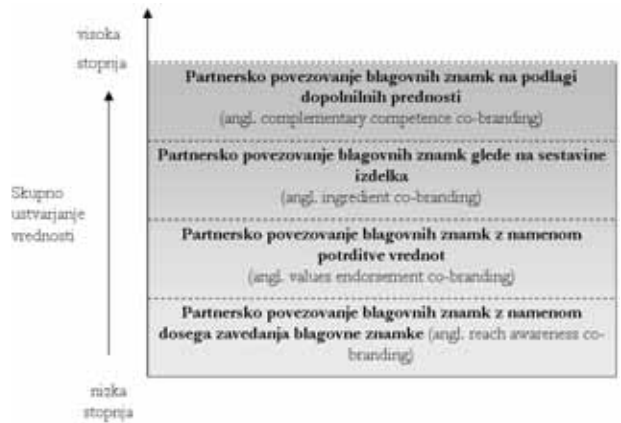 visoka
stopnja
Partnersko povezovanje blagovnih znamk na podlagi
dopolnilnih prednosti
(angl. complementary competence co-branding)
Partnersko povezovanje blagovnih znamk glede na sestavine
izdelka
(angl. ingredient co-branding)
Skupno
ustvarjanje
vrednosti
Partnersko povezovanje blagovnih znamk z namenom
potrditve vrednot
(angl. values endorsement co-branding)
Partnersko povezovanje blagovnih znamk z namenom
dosega zavedanja blagovne znamke (angl. reach awareness co-
branding)
nizka
stopnja